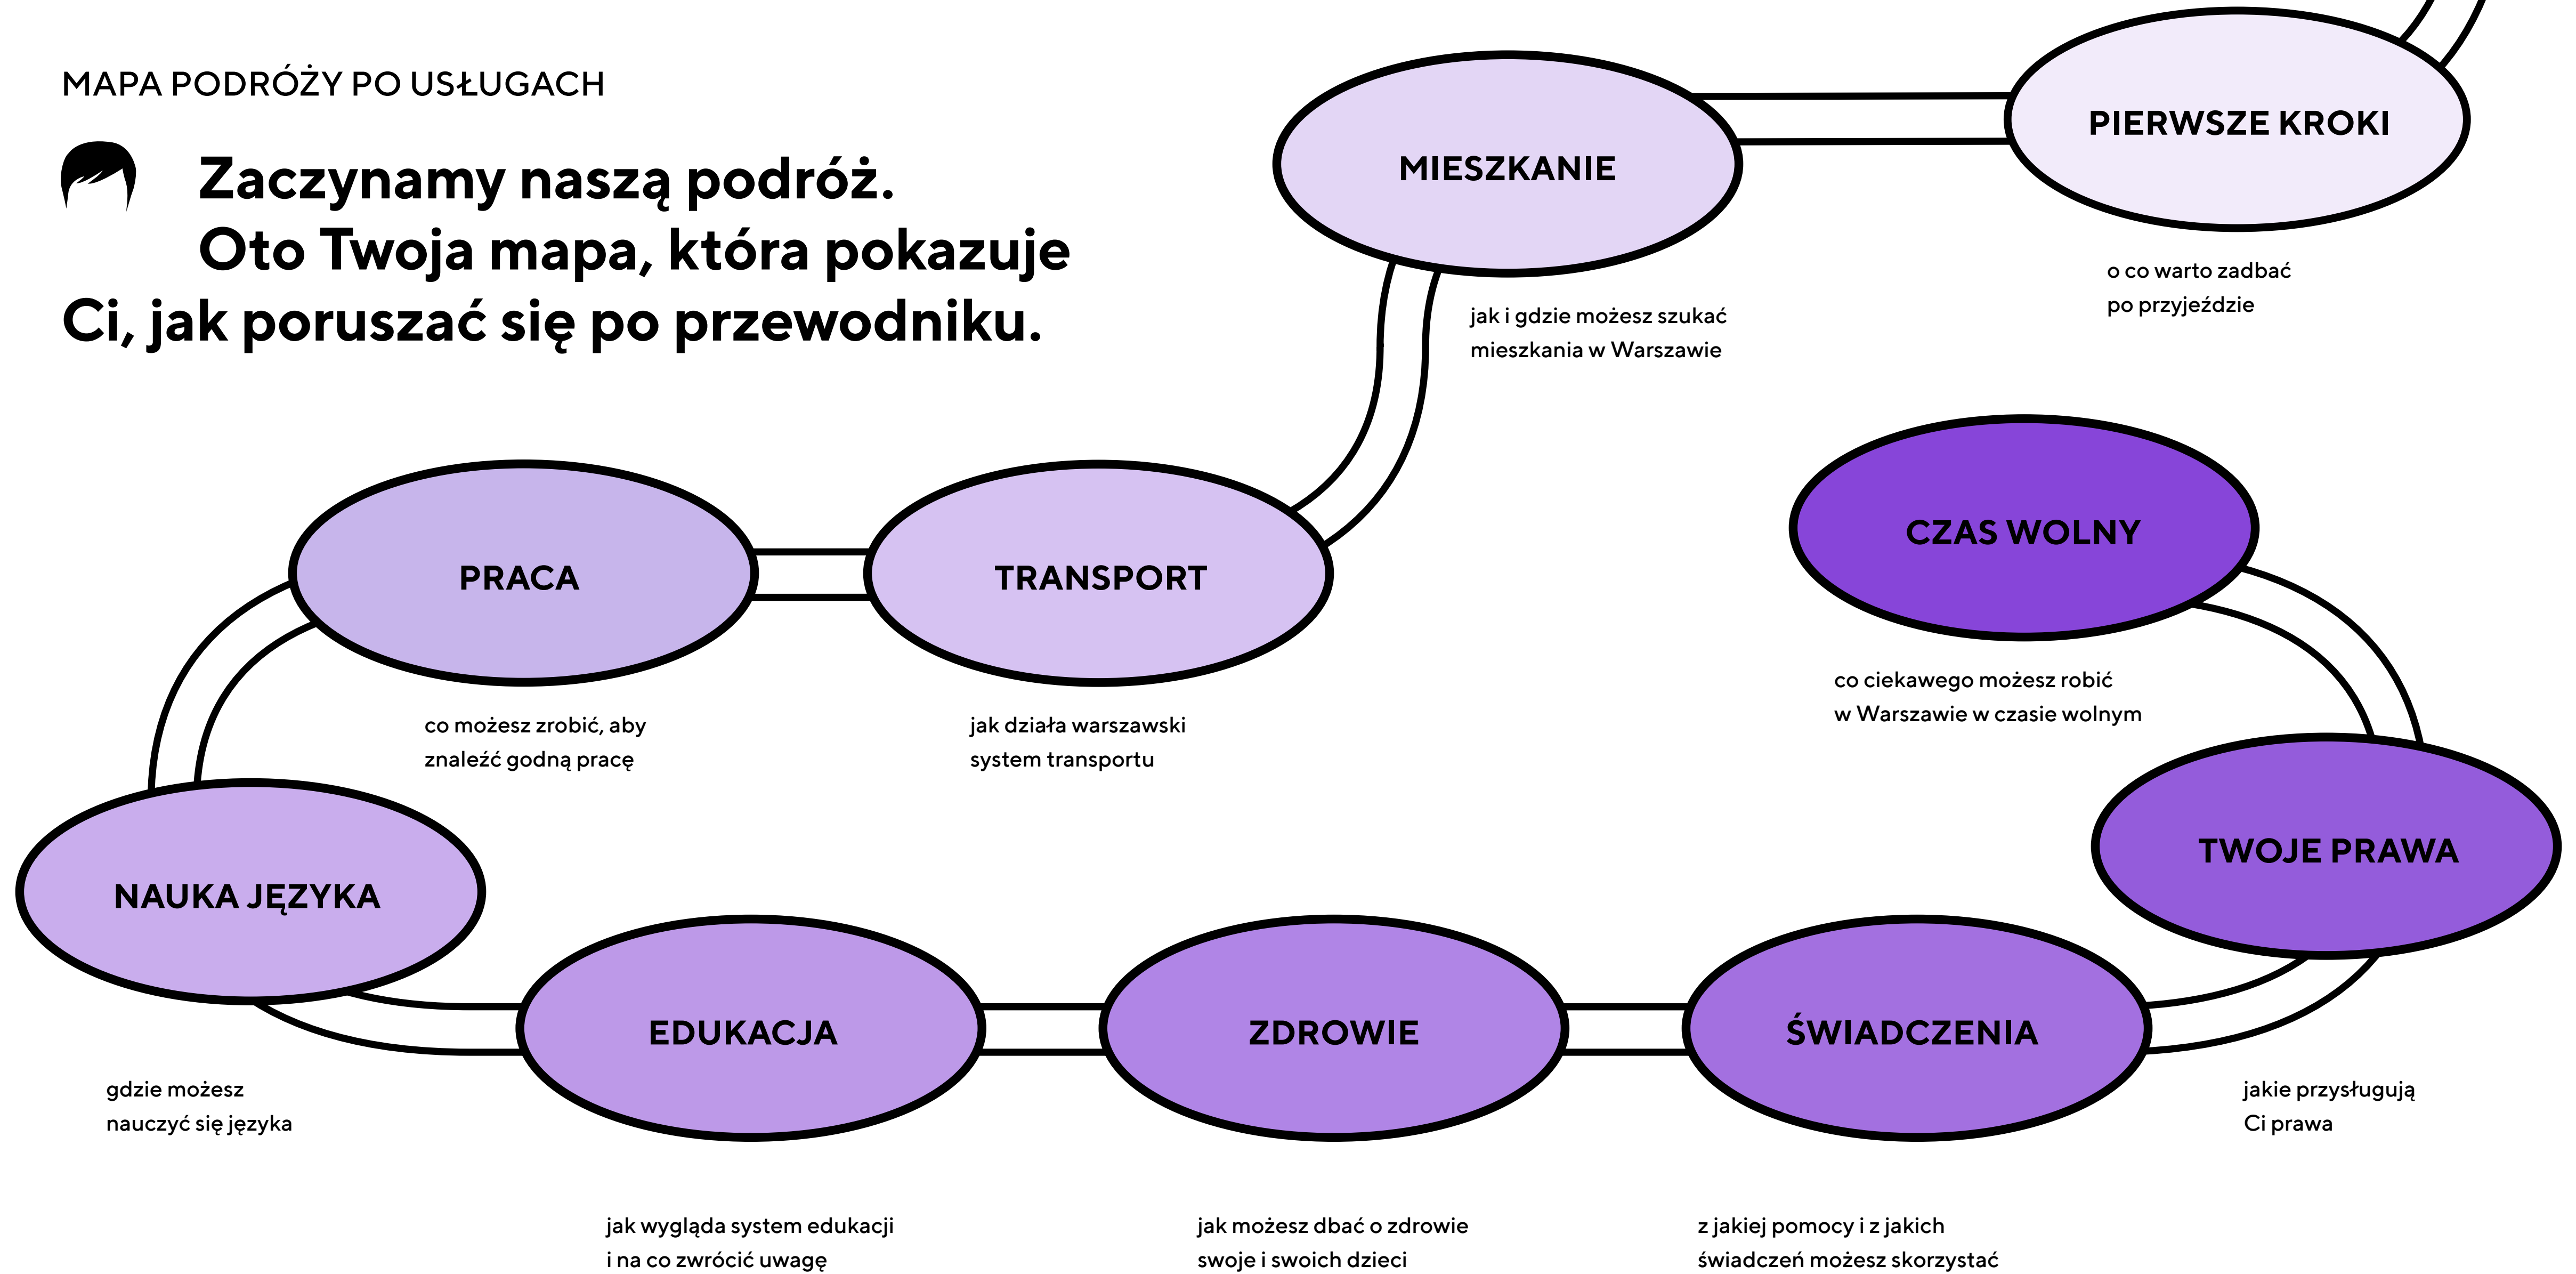 MAPA PODRÓŻY PO USŁUGACH
Zaczynamy naszą podróż.
Oto Twoja mapa, która pokazuje
Ci, jak poruszać się po przewodniku.
PIERWSZE KROKI
o co warto zadbać
po przyjeździe
MIESZKANIE
jak i gdzie możesz szukać
mieszkania w Warszawie
TRANSPORT
jak działa warszawski
system transportu
PRACA
co możesz zrobić, aby
znaleźć godną pracę
NAUKA JĘZYKA
gdzie możesz
nauczyć się języka
EDUKACJA
jak wygląda system edukacji
i na co zwrócić uwagę
ZDROWIE
jak możesz dbać o zdrowie
swoje i swoich dzieci
ŚWIADCZENIA
z jakiej pomocy i z jakich
świadczeń możesz skorzystać
TWOJE PRAWA
jakie przysługują
Ci prawa
CZAS WOLNY
co ciekawego możesz robić
w Warszawie w czasie wolnym